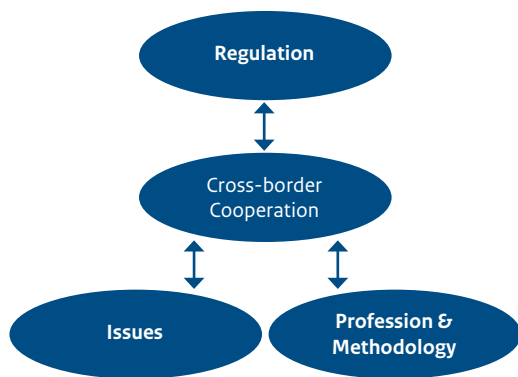 Regulation
Cross-border
Cooperation
Issues
Profession &
Methodology